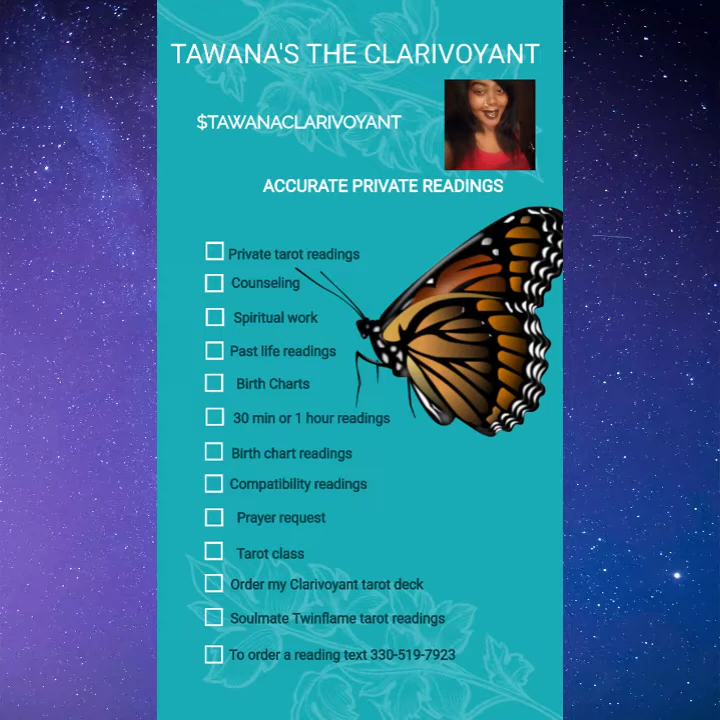 TAWANA'S THE CLARIVOYANT
$TAWANACLARIVOYANT
ACCURATE PRIVATE READINGS
Private tarot readings
Counseling
Spiritual work
Past life readings
Birth Charts
30 min or 1 hour readings
Birth chart readings
Compatibility readings
Prayer request
Tarot class
Order my Clarivoyant tarot deck
Soulmate Twinflame tarot readings
To order a reading text 330-519-7923